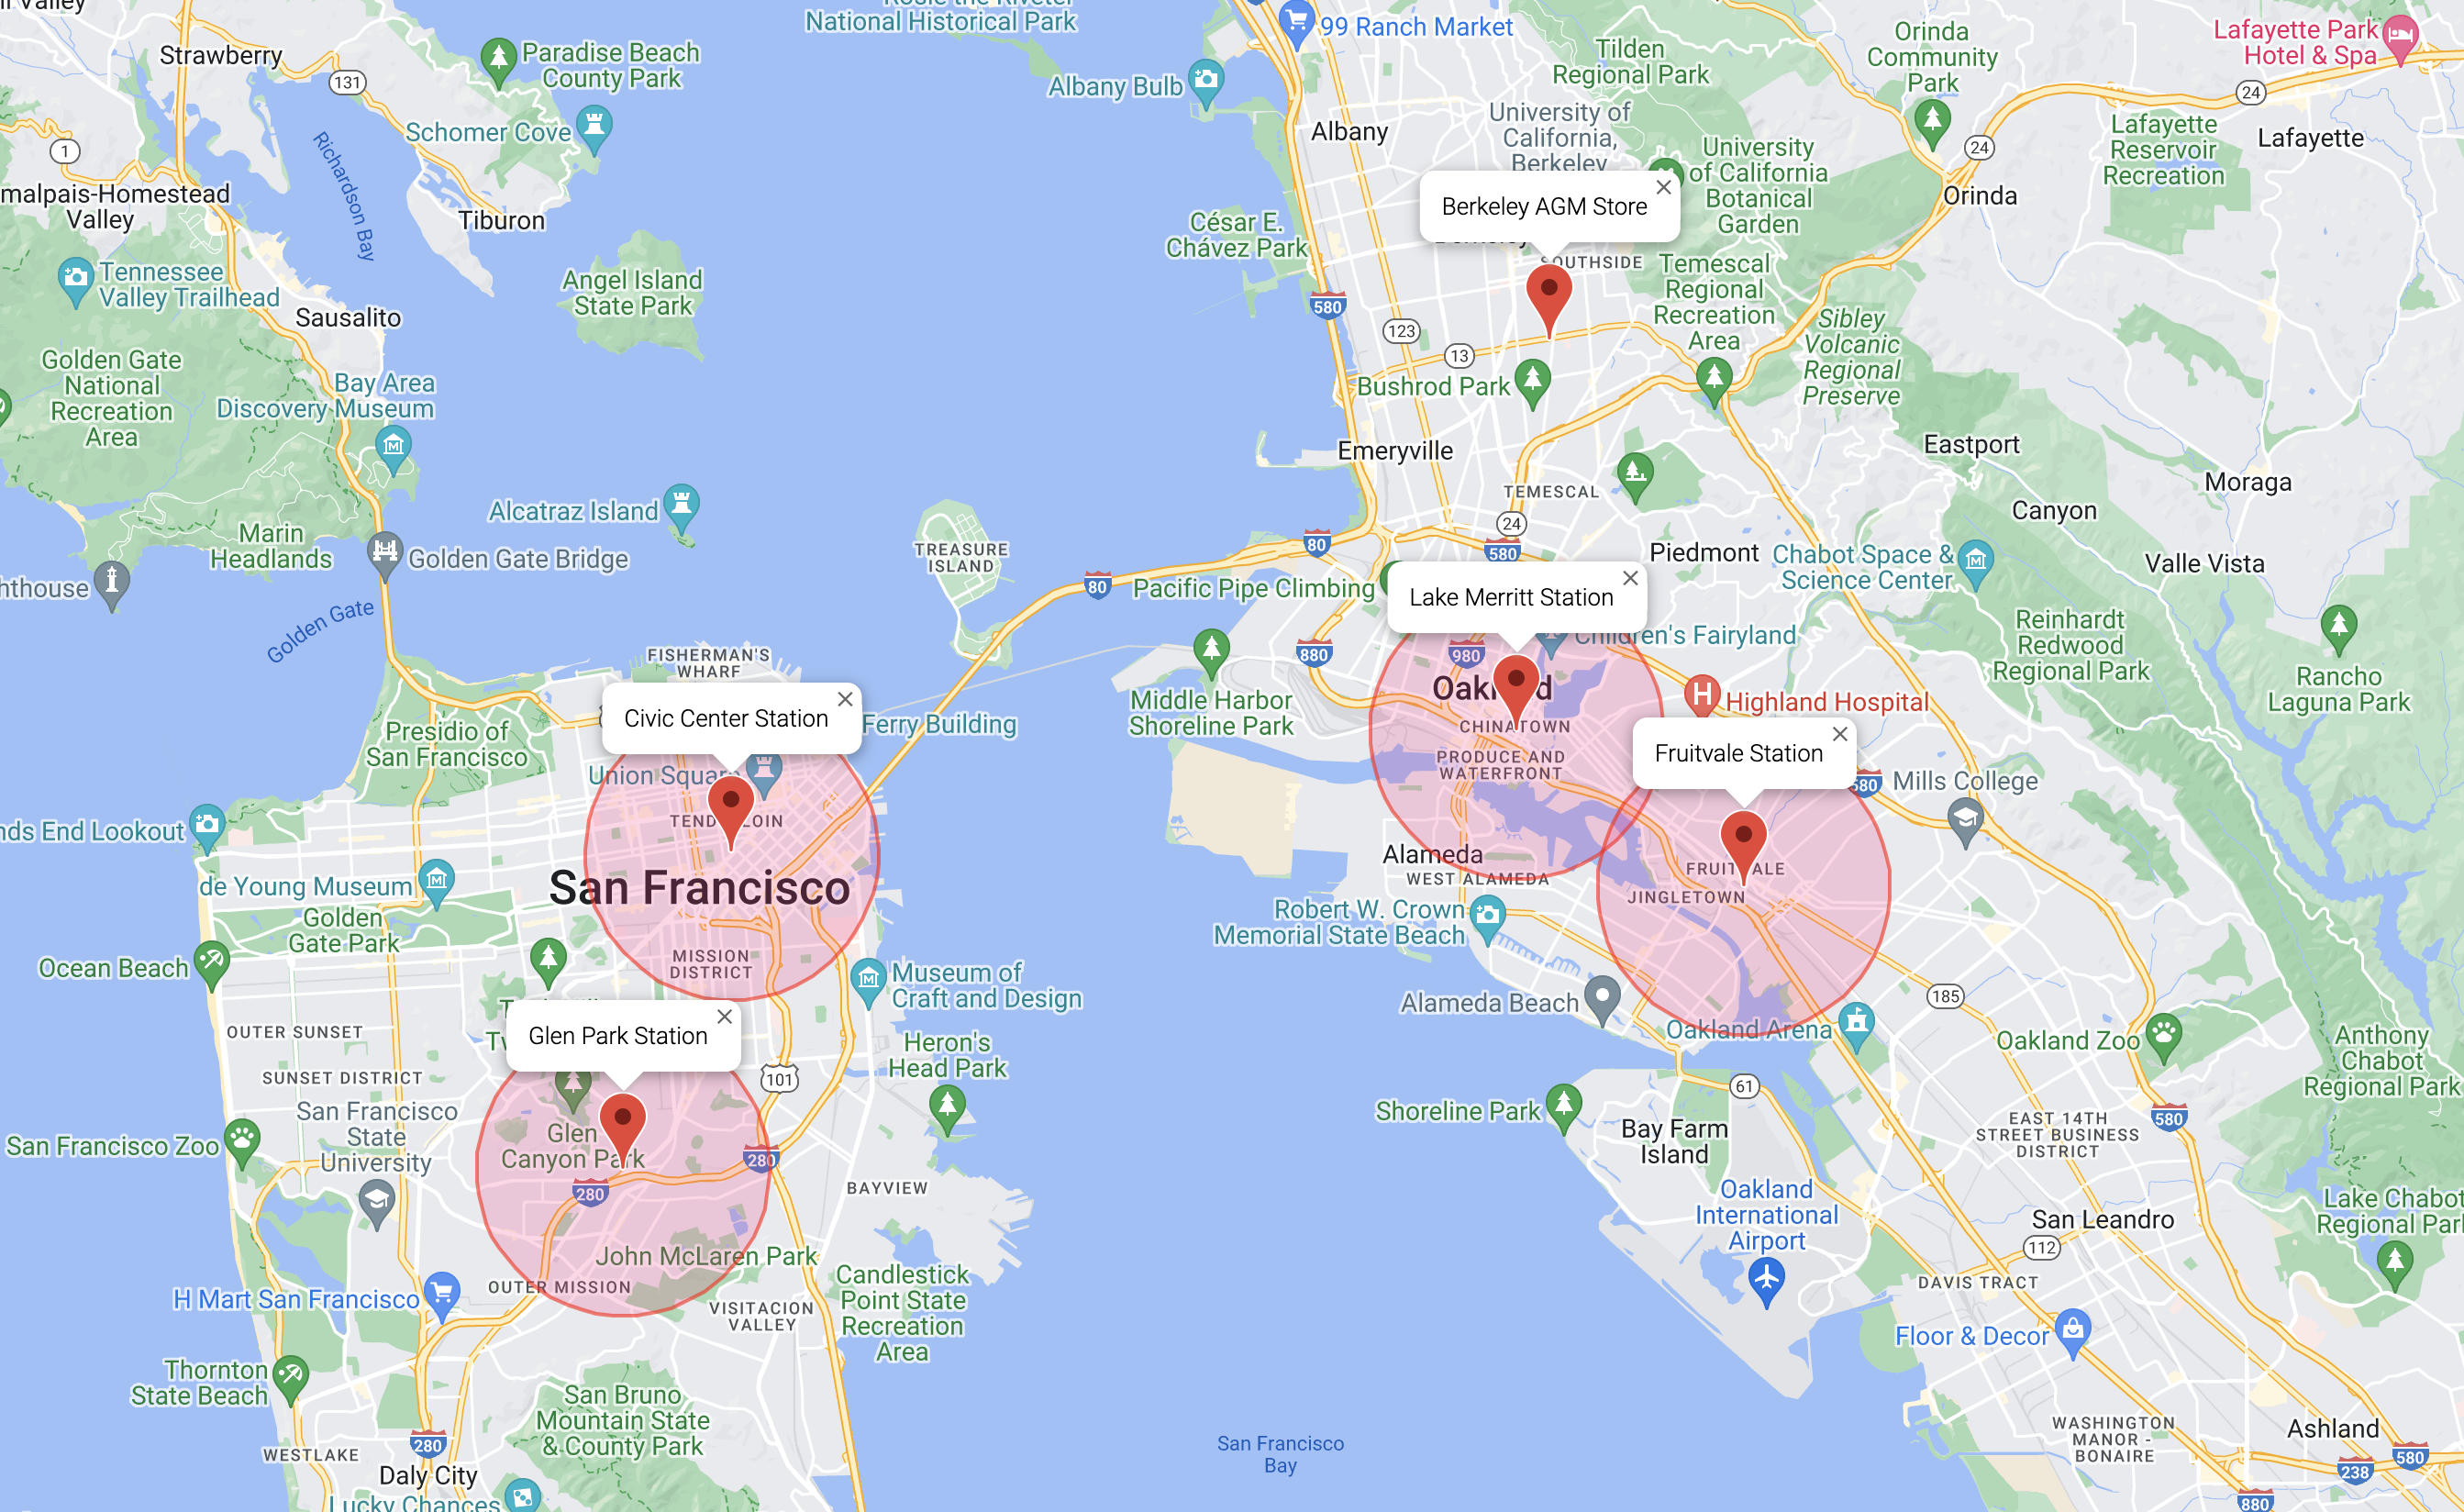 Valley
Strawberry
131
Paradise Beach
County Park
Schomer Cove
1
Richardson Bay
malpais-Homestead
Valley
Tiburon
Tennessee
Valley Trailhead
Sausalito
Angel Island
State Park
Golden Gate
National
Recreation
Area
Bay Area
Discovery Museum
Alcatraz Island
Marin
Headlands
Golden Gate Bridge
hthouse
Golden Gate
TREASURE
ISLAND
National Historical Park
99 Ranch Market
Albany Bulb
Albany
Tilden
Regional Park
University of
California,
Berkeley
University
of California
Botanical
Garden
Orinda
Community
Park
Lafayette Park
Hotel & Spa
24
24
Lafayette
Reservoir
Recreation
Lafayette
Orinda
César E.
Chávez Park
Berkeley AGM Store
SOUTHSIDE
580
123
13
Temescal
Regional
Recreation
Area
Sibley
Volcanic
Regional
Preserve
Bushrod Park
Emeryville
TEMESCAL
24
Eastport
Moraga
Canyon
80
580
80
Piedmont
Chabot Space &
Science Center
Valle Vista
Pacific Pipe Climbing
Lake Merritt Station
Children's Fairyland
880
980
Reinhardt
Redwood
Regional Park
Rancho
Laguna Park
Middle Harbor
Shoreline Park
Oakland
CHINATOWN
PRODUCE AND
WATERFRONT
Highland Hospital
Fruitvale Station
580
Mills College
Alameda
WEST ALAMEDA
FRUITVALE
JINGLETOWN
Robert W. Crown
Memorial State Beach
Alameda Beach
185
Oakland Arena
Oakland Zoo
Anthony
Chabot
Regional Park
61
Shoreline Park
Bay Farm
Island
EAST 14TH
STREET BUSINESS
DISTRICT
580
Oakland
International
Airport
San Leandro
112
Lake Chabot
Regional Park
DAVIS TRACT
Floor & Decor
WASHINGTON
MANOR -
BONAIRE
Ashland
580
238
880
San Francisco
Bay
FISHERMAN'S
WHARF
Civic Center Station
Ferry Building
Presidio of
San Francisco
Union Square
TENDERLOIN
nds End Lookout
de Young Museum
San Francisco
Golden
Gate Park
Ocean Beach
MISSION
DISTRICT
Museum of
Craft and Design
Glen Park Station
OUTER SUNSET
SUNSET DISTRICT
101
Heron's
Head Park
San Francisco
State
University
San Francisco Zoo
Glen
Canyon Park
280
280
BAYVIEW
John McLaren Park
OUTER MISSION
H Mart San Francisco
VISITACION
VALLEY
Candlestick
Point State
Recreation
Area
Thornton
State Beach
San Bruno
Mountain State
& County Park
280
WESTLAKE
Daly City
Lucky Chances